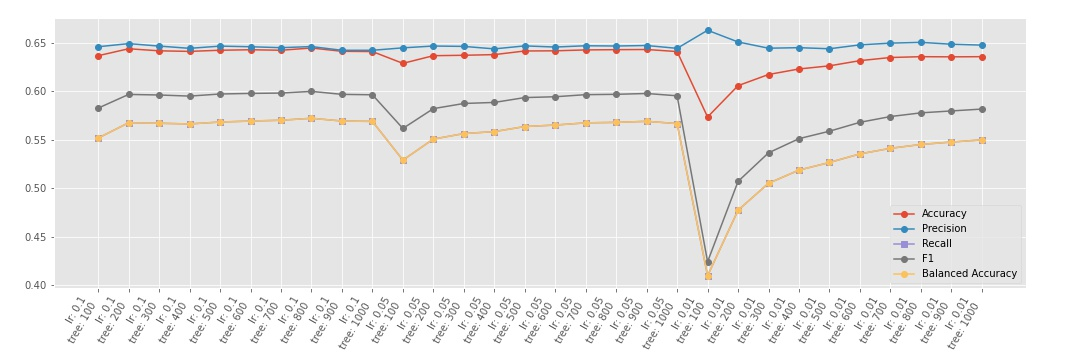 0.65
0.60
0.55
0.50
0.45
0.40
Accuracy
Precision
Recall
F1
Balanced Accuracy
lr: 0.1
tree: 100
lr: 0.1
tree: 200
lr: 0.1
tree: 300
lr: 0.1
tree: 400
lr: 0.1
tree: 500
lr: 0.1
tree: 600
lr: 0.1
tree: 700
lr: 0.1
tree: 800
lr: 0.1
tree: 900
lr: 0.1
tree: 1000
lr: 0.05
tree: 100
lr: 0.05
tree: 200
lr: 0.05
tree: 300
lr: 0.05
tree: 400
lr: 0.05
tree: 500
lr: 0.05
tree: 600
lr: 0.05
tree: 700
lr: 0.05
tree: 800
lr: 0.05
tree: 900
lr: 0.05
tree: 1000
lr: 0.01
tree: 100
lr: 0.01
tree: 200
lr: 0.01
tree: 300
lr: 0.01
tree: 400
lr: 0.01
tree: 500
lr: 0.01
tree: 600
lr: 0.01
tree: 700
lr: 0.01
tree: 800
lr: 0.01
tree: 900
lr: 0.01
tree: 1000